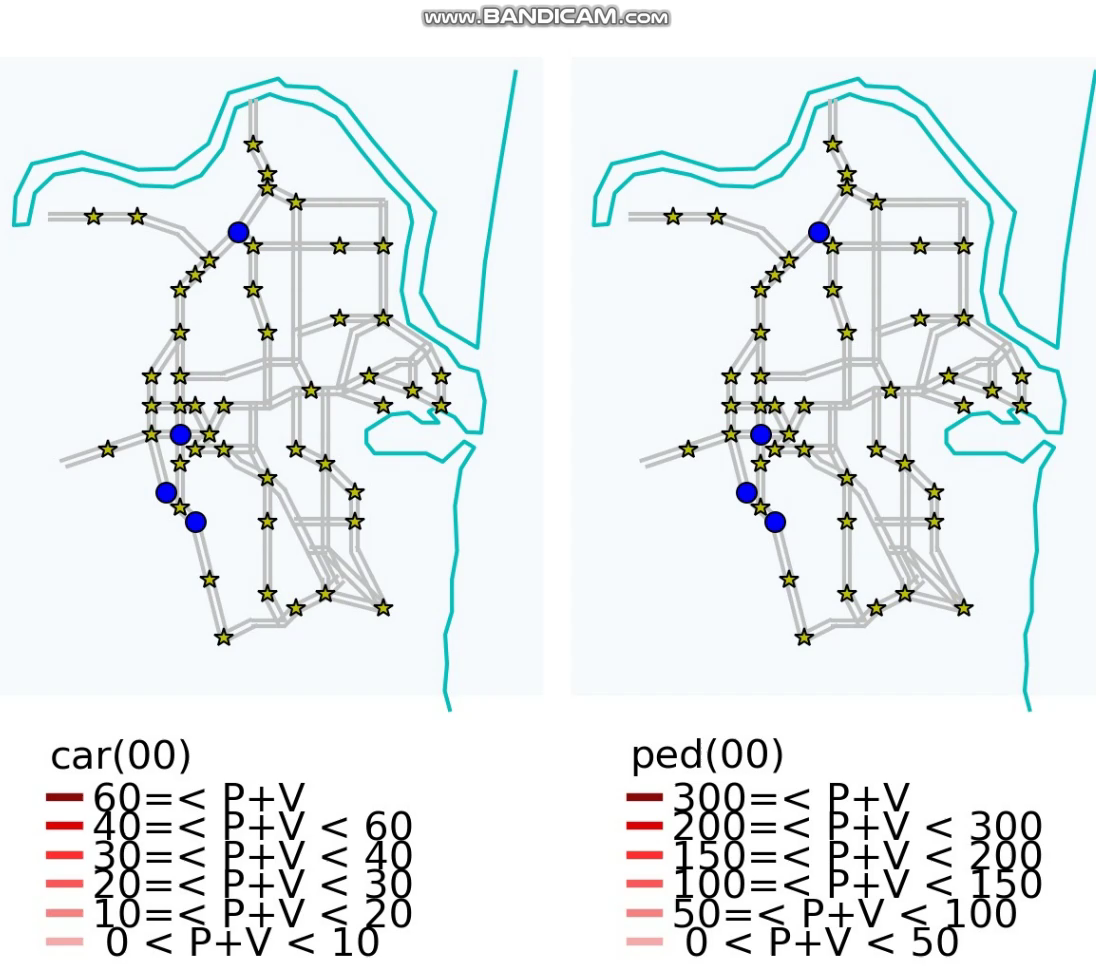 www.BANDICAM.com
car(00)
60=< P+V
40=< P+V < 60
30=< P+V < 40
20=< P+V < 30
10=< P+V < 20
0 < P+V < 10
ped(00)
300=< P+V
200=< P+V < 300
150=< P+V < 200
100=< P+V < 150
50=< P+V < 100
0 < P+V < 50